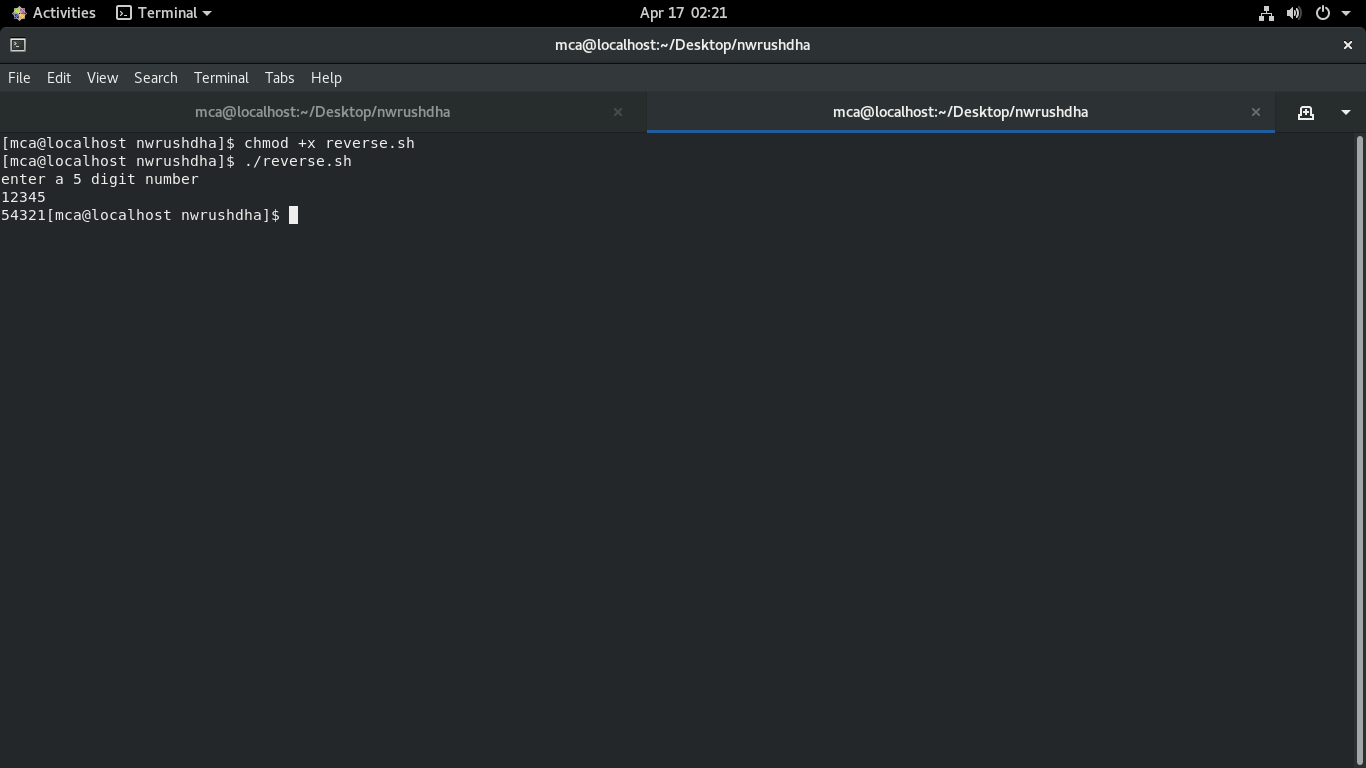 Activities Terminal Apr 17 02:21
mca@localhost:~/Desktop/nwrushdha
File Edit View Search Terminal Tabs Help
mca@localhost:~/Desktop/nwrushdha mca@localhost:~/Desktop/nwrushdha
[mca@localhost nwrushdha]$ chmod +x reverse.sh
[mca@localhost nwrushdha]$ ./reverse.sh
enter a 5 digit number
12345
54321[mca@localhost nwrushdha]$